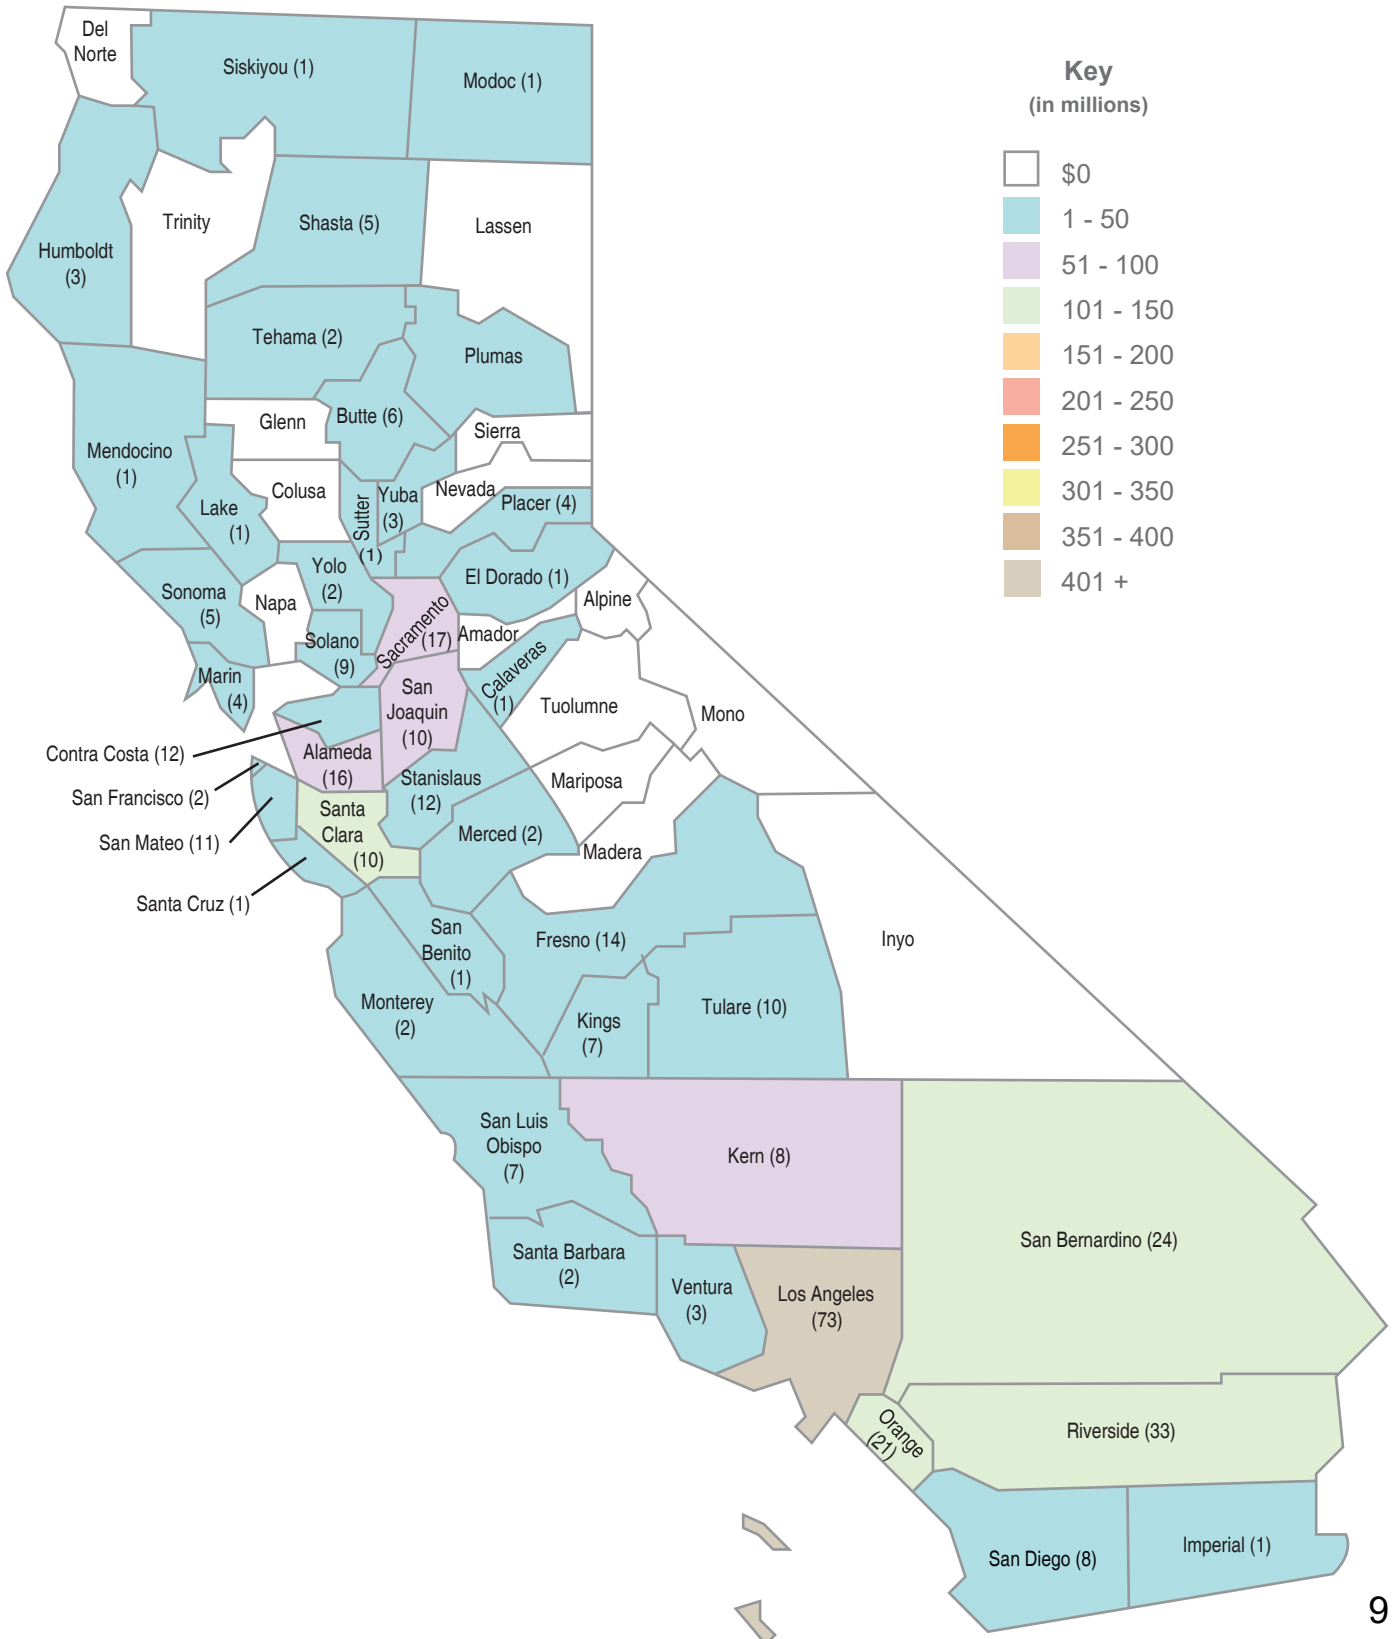 Del
Norte
Siskiyou (1)
Modoc (1)
Key
(in millions)
$0
1 - 50
51 - 100
101 - 150
151 - 200
201 - 250
251 - 300
301 - 350
351 - 400
401 +
Trinity
Shasta (5)
Lassen
Humboldt
(3)
Tehama (2)
Plumas
Glenn
Butte (6)
Sierra
Mendocino
(1)
Colusa
Nevada
Yuba
(3)
Placer (4)
Lake
(1)
Sutter
(1)
Yolo
(2)
El Dorado (1)
Sonoma
(5)
Napa
Alpine
Sacramento
(17)
Amador
Solano
(9)
Calaveras
(1)
Marin
(4)
San
Joaquin
(10)
Tuolumne
Mono
Contra Costa (12)
Alameda
(16)
Stanislaus
(12)
Mariposa
San Francisco (2)
Santa
Clara
(10)
San Mateo (11)
Merced (2)
Madera
Santa Cruz (1)
San
Benito
(1)
Fresno (14)
Inyo
Monterey
(2)
Kings
(7)
Tulare (10)
San Luis
Obispo
(7)
Kern (8)
San Bernardino (24)
Santa Barbara
(2)
Ventura
(3)
Los Angeles
(73)
Orange
(21)
Riverside (33)
San Diego (8)
Imperial (1)
9